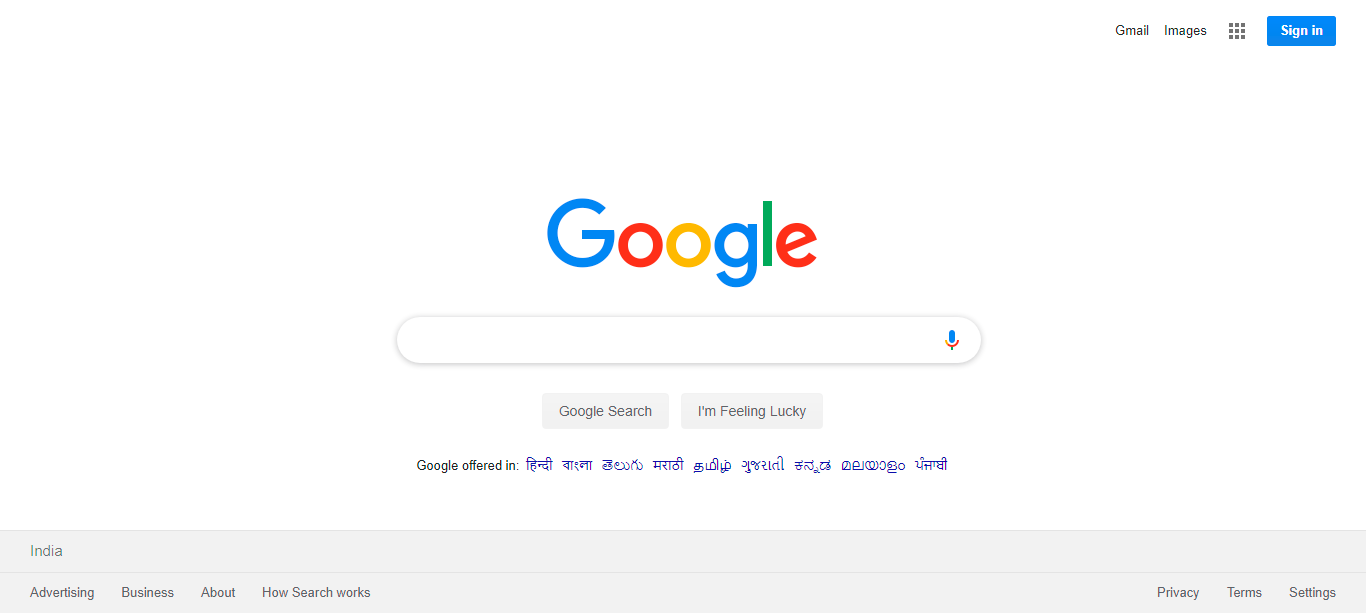 Gmail Images Sign in
Google
Google Search I'm Feeling Lucky
Google offered in: हिन्दी বাংলা తెలుగు मराठी தமிழ் ગુજરાતી ಕನ್ನಡ മലയാളം ਪੰਜਾਬੀ
India
Advertising Business About How Search works Privacy Terms Settings